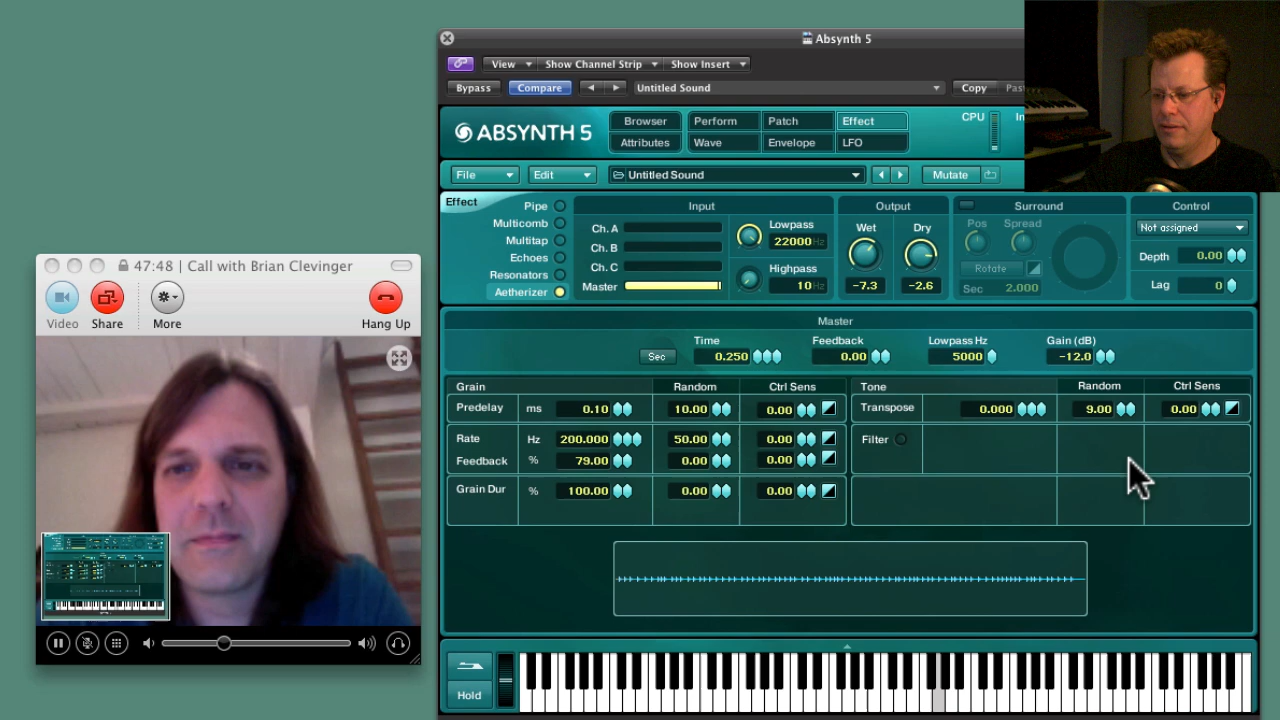 Absynth 5
View Show Channel Strip Show Insert
Bypass Compare Untitled Sound Copy Pas
ABSYNTH 5 Browser Perform Patch Effect CPU In
Attributes Wave Envelope LFO
File Edit Untitled Sound Mutate
Effect Pipe Input Output Surround Control
Multicomb Ch. A Lowpass Wet Dry Pos Spread Not assigned
Multitap Ch. B 22000 Hz
Echoes Ch. C Depth 0.00
Resonators Highpass Rotate
Aetherizer Master 10 Hz -7.3 -2.6 Sec 2.000 Lag 0
47:48 | Call with Brian Clevinger
Video Share More Hang Up
Master
Time Feedback Lowpass Hz Gain (dB)
Sec 0.250 0.00 5000 -12.0
Grain Random Ctrl Sens Tone Random Ctrl Sens
Predelay ms 0.10 10.00 0.00 Transpose 0.000 9.00 0.00
Rate Hz 200.000 50.00 0.00 Filter
Feedback % 79.00 0.00 0.00
Grain Dur % 100.00 0.00 0.00
Hold